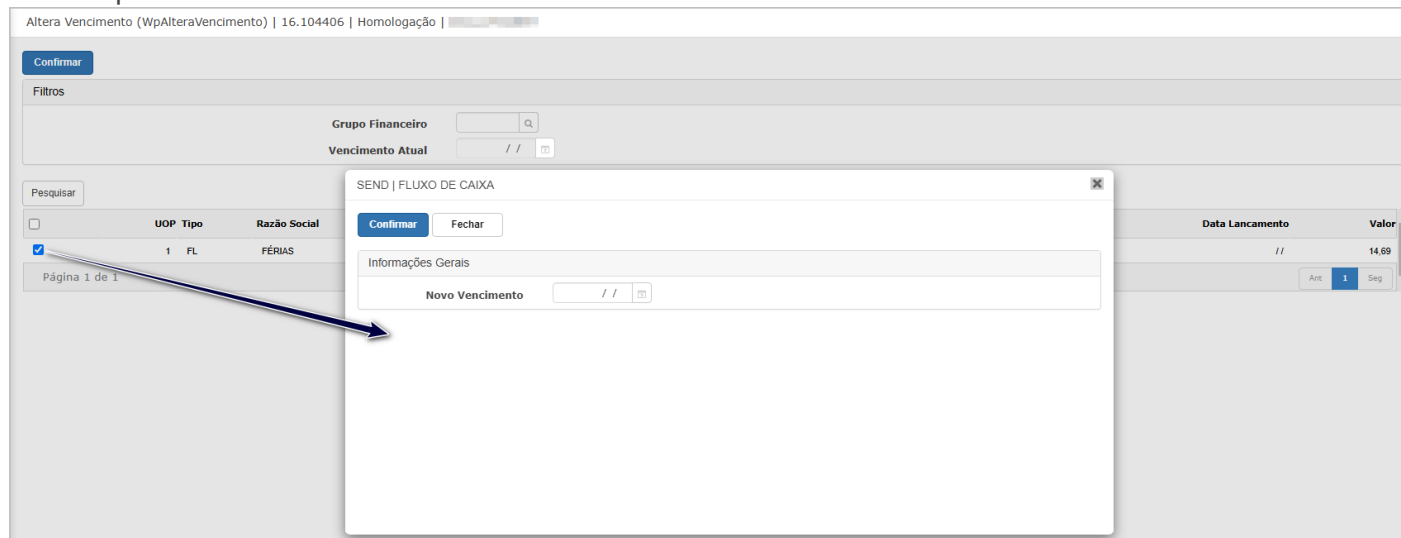 Altera Vencimento (WpAlteraVencimento) | 16.104406 | Homologação |
Confirmar
Filtros
Grupo Financeiro
Vencimento Atual / /
Pesquisar
SEND | FLUXO DE CAIXA
Confirmar Fechar
Informações Gerais
Novo Vencimento / /
UOP Tipo Razão Social Data Lancamento Valor
1 FL FÉRIAS / / 14,69
Página 1 de 1 Ant 1 Seg